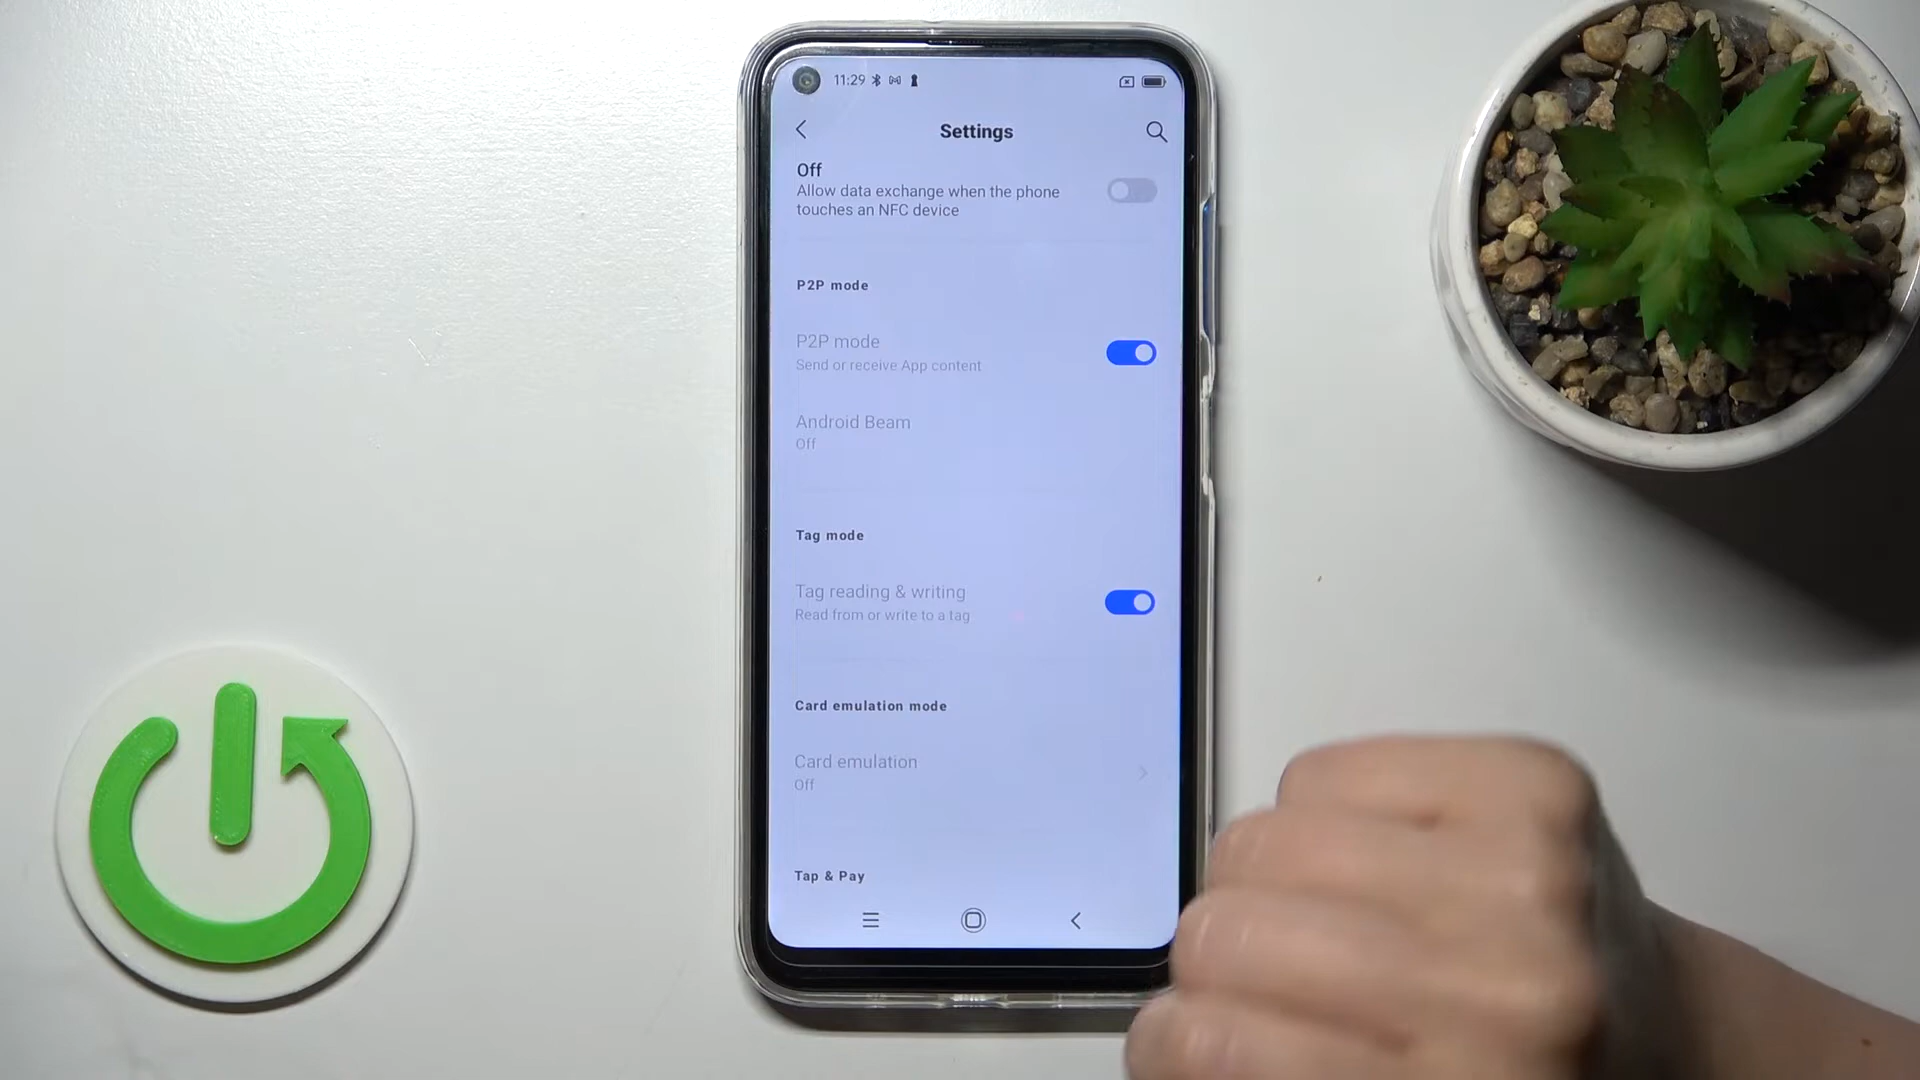 11:29
Settings
Off
Allow data exchange when the phone
touches an NFC device
P2P mode
P2P mode
Send or receive App content
Android Beam
Off
Tag mode
Tag reading & writing
Read from or write to a tag
Card emulation mode
Card emulation
Off
Tap & Pay